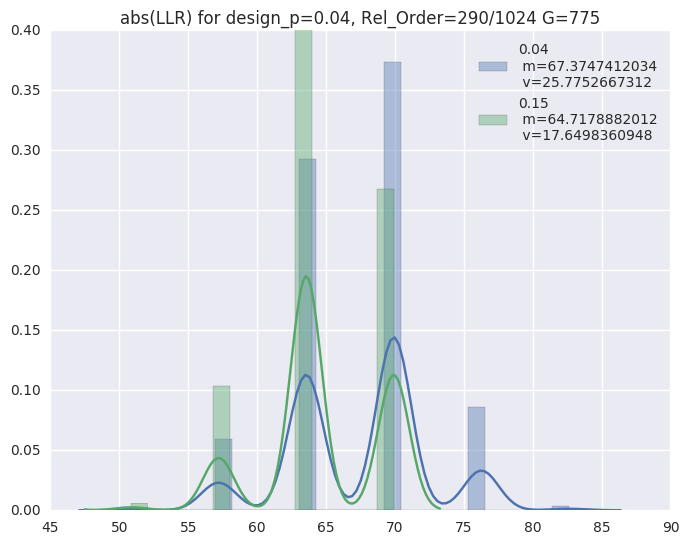 abs(LLR) for design_p=0.04, Rel_Order=290/1024 G=775
0.40
0.35
0.30
0.25
0.20
0.15
0.10
0.05
0.00
45 50 55 60 65 70 75 80 85 90
0.04
m=67.3747412034
v=25.7752667312
0.15
m=64.7178882012
v=17.6498360948